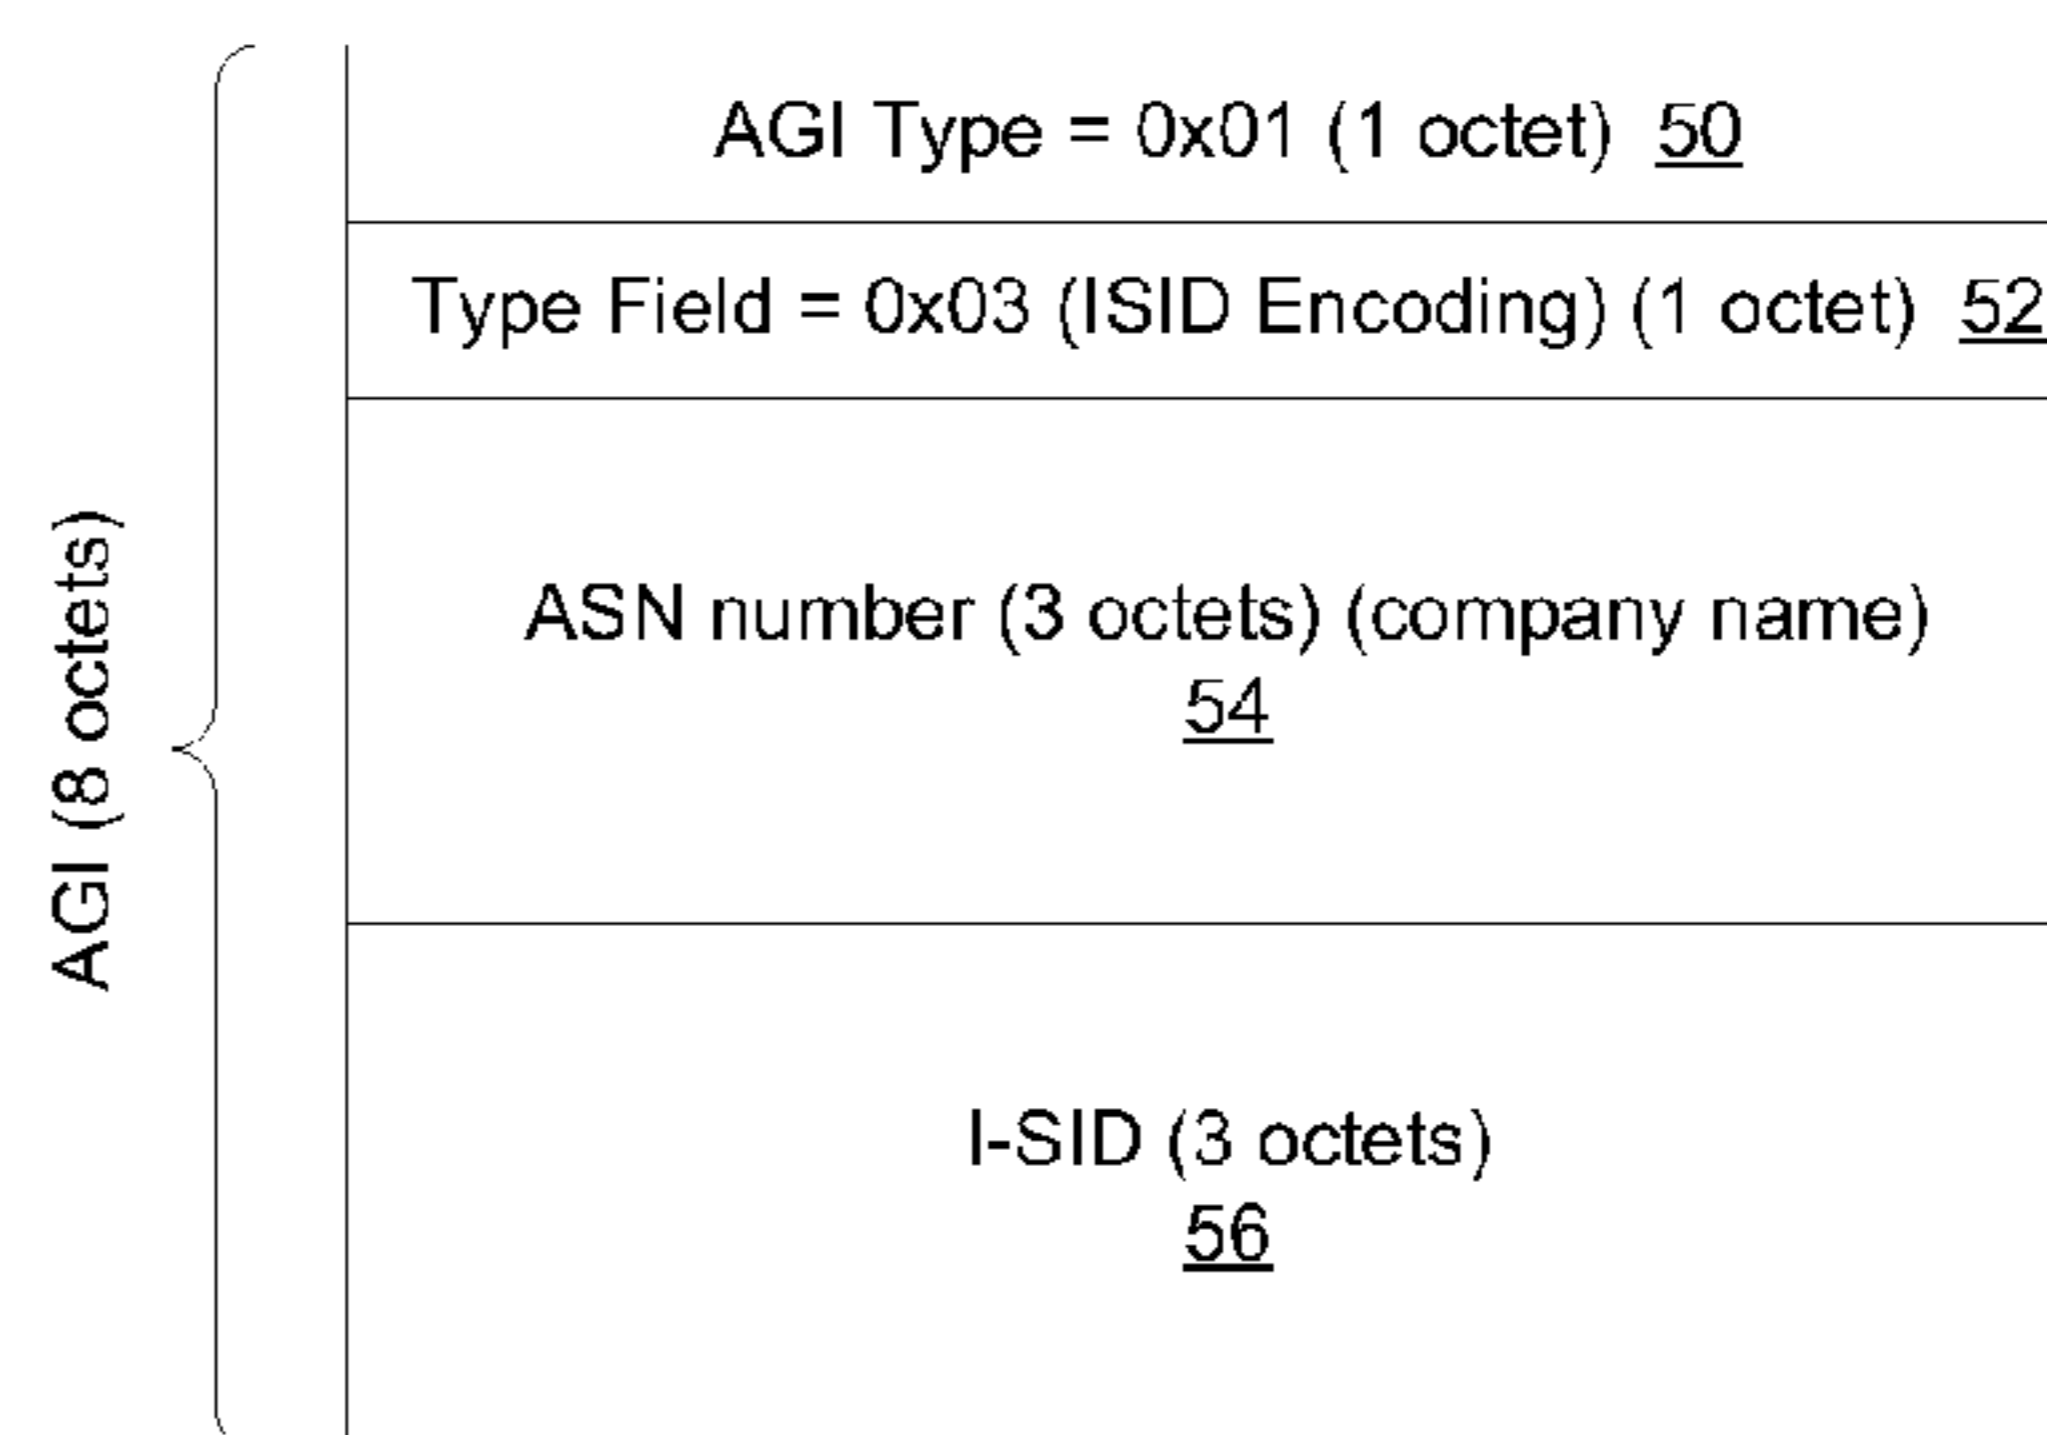 AGI Type = 0x01 (1 octet) 50
Type Field = 0x03 (ISID Encoding) (1 octet) 52
AGI (8 octets)
ASN number (3 octets) (company name)
54
I-SID (3 octets)
56